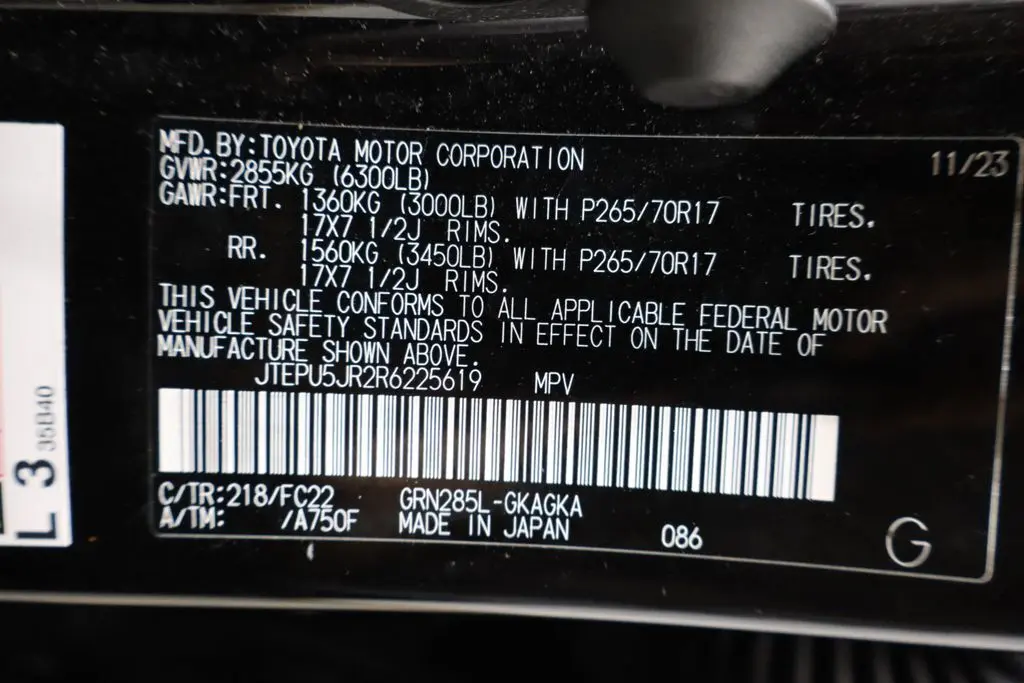 MFD. BY: TOYOTA MOTOR CORPORATION 11/23
GVWR: 2855KG (6300LB)
GAWR: FRT. 1360KG (3000LB) WITH P265/70R17 TIRES.
17X7 1/2J RIMS.
RR. 1560KG (3450LB) WITH P265/70R17 TIRES.
17X7 1/2J RIMS.
THIS VEHICLE CONFORMS TO ALL APPLICABLE FEDERAL MOTOR
VEHICLE SAFETY STANDARDS IN EFFECT ON THE DATE OF
MANUFACTURE SHOWN ABOVE.
JTEPU5JR2R6225619 MPV
C/TR: 218/FC22 GRN285L-GKAGKA
A/TM: /A750F MADE IN JAPAN 086
G
L 3 35B40